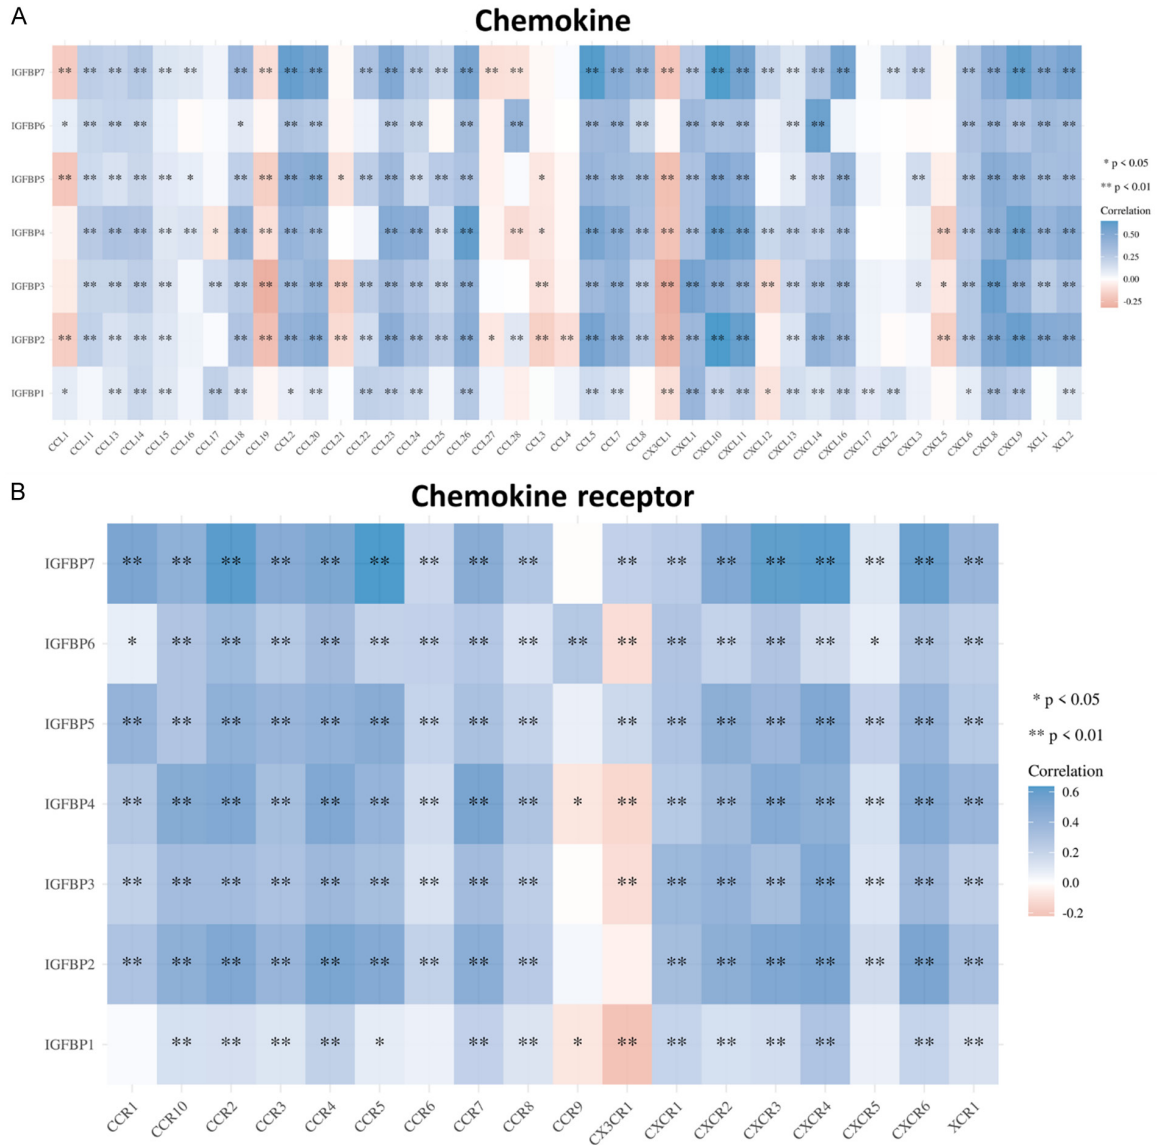 A
Chemokine
IGFBP7 ** ** ** ** ** ** ** ** ** ** ** ** ** ** ** ** ** ** ** ** ** ** ** ** ** ** ** ** ** ** ** ** ** ** **
IGFBP6 * ** ** ** * ** ** ** ** ** ** ** ** ** ** ** ** ** ** ** ** ** ** ** **
IGFBP5 ** ** ** ** ** * ** ** ** ** * ** ** ** ** ** * ** ** ** ** ** ** ** * ** ** ** ** ** ** ** **
IGFBP4 ** ** ** ** ** * ** ** ** ** ** ** ** ** ** * ** ** ** ** ** ** ** ** ** ** ** ** ** ** ** ** **
IGFBP3 ** ** ** ** ** ** ** ** ** ** ** ** ** ** ** ** ** ** ** ** ** ** ** ** ** ** ** * * ** ** ** ** **
IGFBP2 ** ** ** ** ** ** ** ** ** ** ** ** ** ** ** * ** ** ** ** ** ** ** ** ** ** ** ** ** ** ** ** ** ** **
IGFBP1 * ** ** ** ** ** * ** ** ** ** ** ** ** ** ** ** ** ** * ** ** ** ** ** * ** ** **
CCL1 CCL11 CCL13 CCL14 CCL15 CCL16 CCL17 CCL18 CCL19 CCL2 CCL20 CCL21 CCL22 CCL23 CCL24 CCL25 CCL26 CCL27 CCL28 CCL3 CCL4 CCL5 CCL7 CCL8 CX3CL1 CXCL1 CXCL10 CXCL11 CXCL12 CXCL13 CXCL14 CXCL16 CXCL17 CXCL2 CXCL3 CXCL5 CXCL6 CXCL8 CXCL9 XCL1 XCL2
* p < 0.05
** p < 0.01
Correlation
0.50
0.25
0.00
-0.25
B
Chemokine receptor
IGFBP7 ** ** ** ** ** ** ** ** ** ** ** ** ** ** ** ** **
IGFBP6 * ** ** ** ** ** ** ** ** ** ** ** ** ** ** * ** **
IGFBP5 ** ** ** ** ** ** ** ** ** ** ** ** ** ** ** ** **
IGFBP4 ** ** ** ** ** ** ** ** ** * ** ** ** ** ** ** ** **
IGFBP3 ** ** ** ** ** ** ** ** ** ** ** ** ** ** ** ** **
IGFBP2 ** ** ** ** ** ** ** ** ** ** ** ** ** ** ** **
IGFBP1 ** ** ** ** * ** ** * ** ** ** ** ** ** **
CCR1 CCR10 CCR2 CCR3 CCR4 CCR5 CCR6 CCR7 CCR8 CCR9 CX3CR1 CXCR1 CXCR2 CXCR3 CXCR4 CXCR5 CXCR6 XCR1
* p < 0.05
** p < 0.01
Correlation
0.6
0.4
0.2
0.0
-0.2